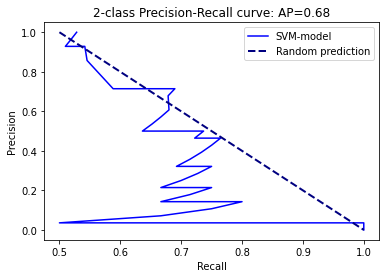 2-class Precision-Recall curve: AP=0.68
SVM-model
Random prediction
Precision
1.0
0.8
0.6
0.4
0.2
0.0
0.5 0.6 0.7 0.8 0.9 1.0
Recall